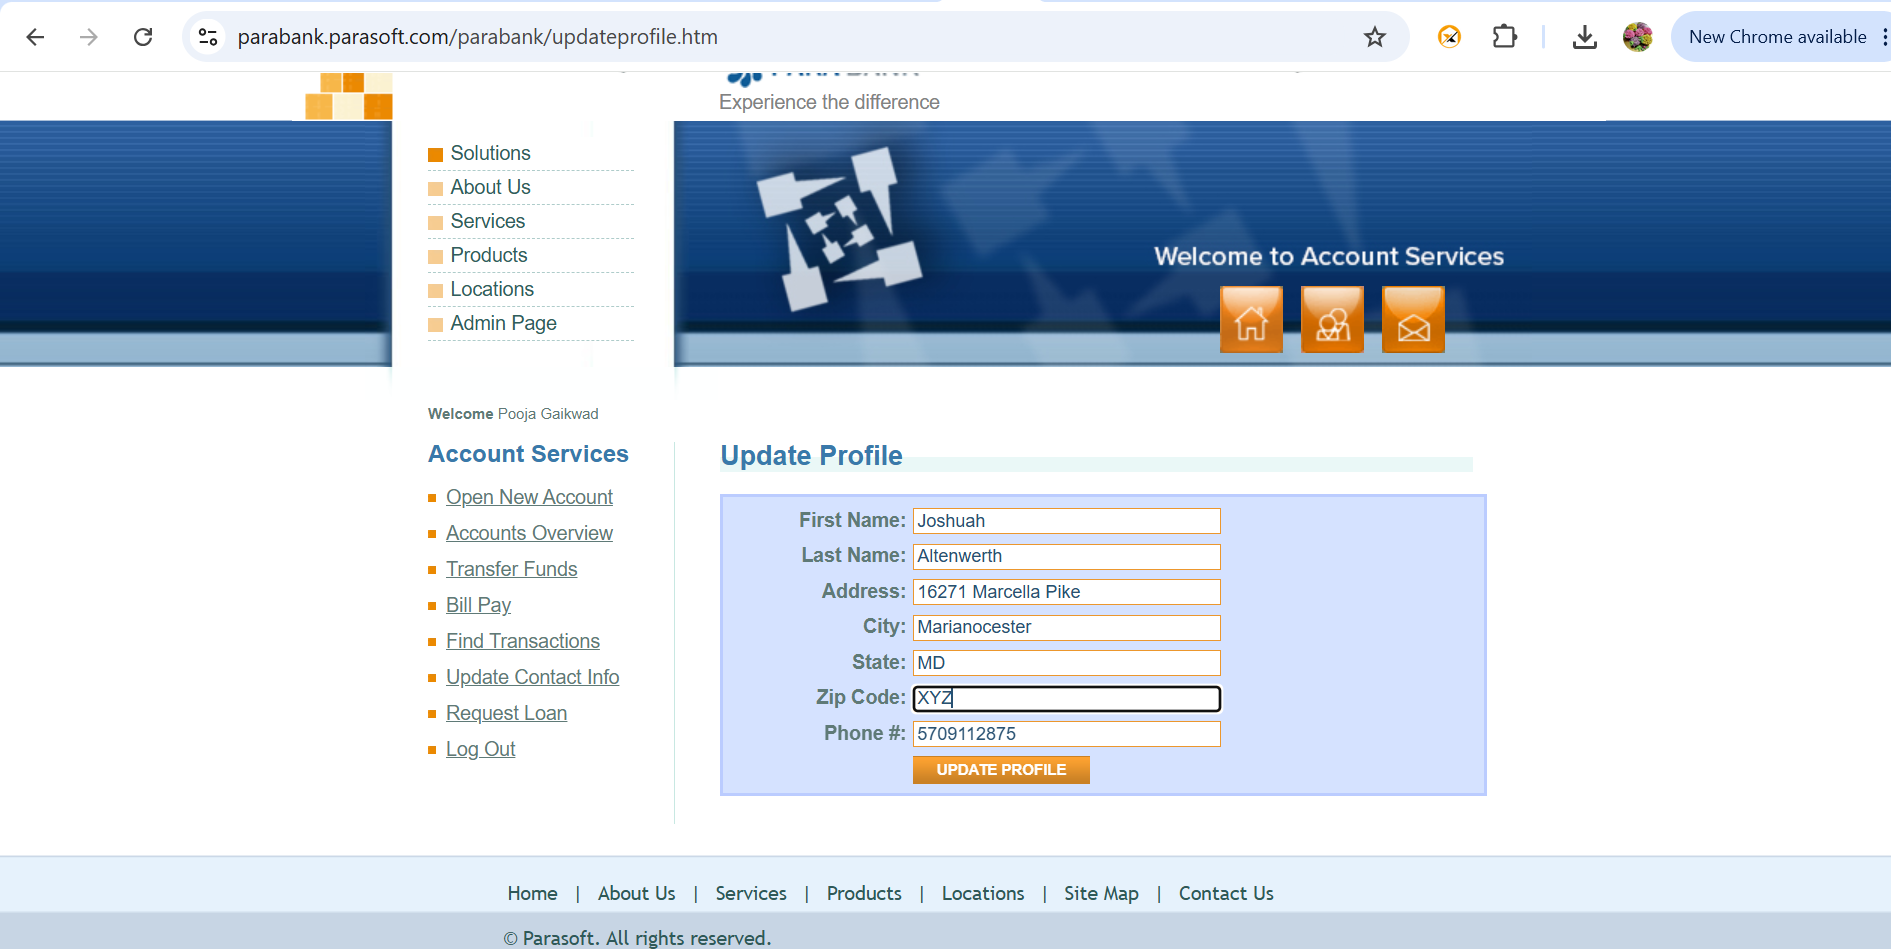 parabank.parasoft.com/parabank/updateprofile.htm
New Chrome available
Experience the difference
Solutions
About Us
Services
Products
Locations
Admin Page
Welcome to Account Services
Welcome Pooja Gaikwad
Account Services
Open New Account
Accounts Overview
Transfer Funds
Bill Pay
Find Transactions
Update Contact Info
Request Loan
Log Out
Update Profile
First Name: Joshuah
Last Name: Altenwerth
Address: 16271 Marcella Pike
City: Marianocester
State: MD
Zip Code: XYZ
Phone #: 5709112875
UPDATE PROFILE
Home | About Us | Services | Products | Locations | Site Map | Contact Us
© Parasoft. All rights reserved.